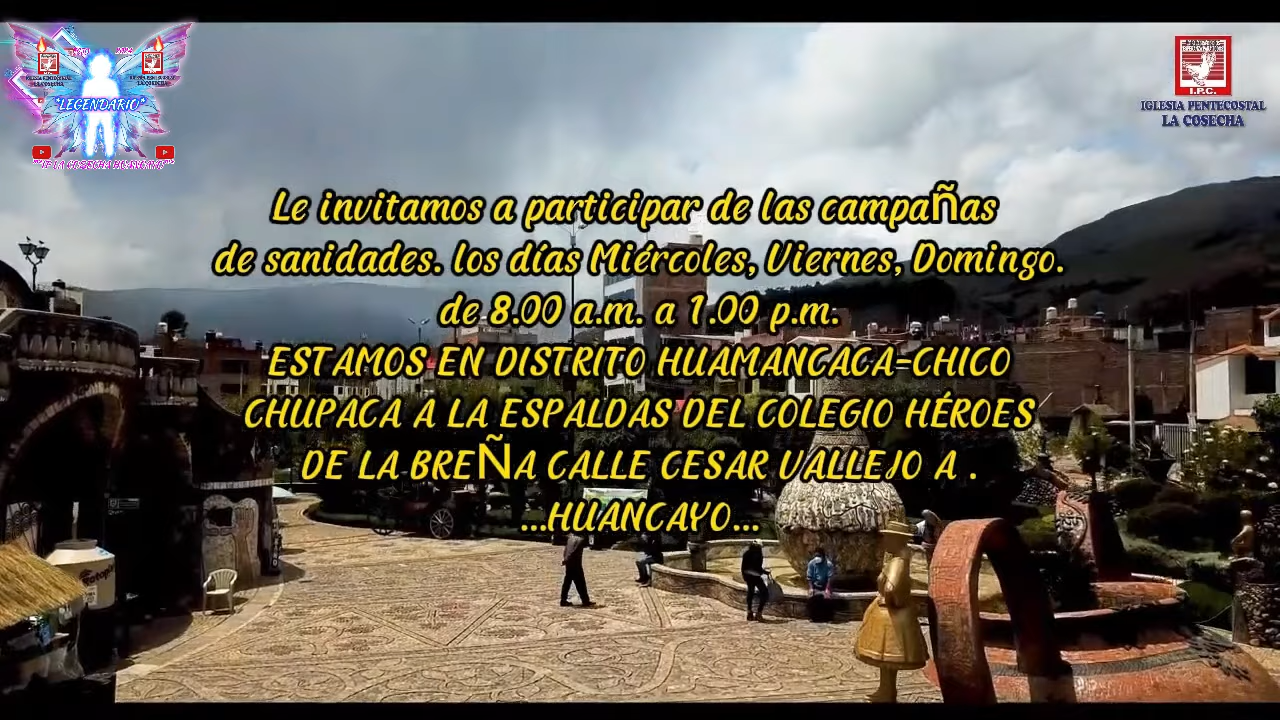 "LEGENDARIO"
I.P.C.
IGLESIA PENTECOSTAL
LA COSECHA
Le invitamos a participar de las campañas
de sanidades. los días Miércoles, Viernes, Domingo.
de 8.00 a.m. a 1.00 p.m.
ESTAMOS EN DISTRITO HUAMANCACA-CHICO
CHUPACA A LA ESPALDAS DEL COLEGIO HÉROES
DE LA BREÑA CALLE CESAR VALLEJO A .
...HUANCAYO...